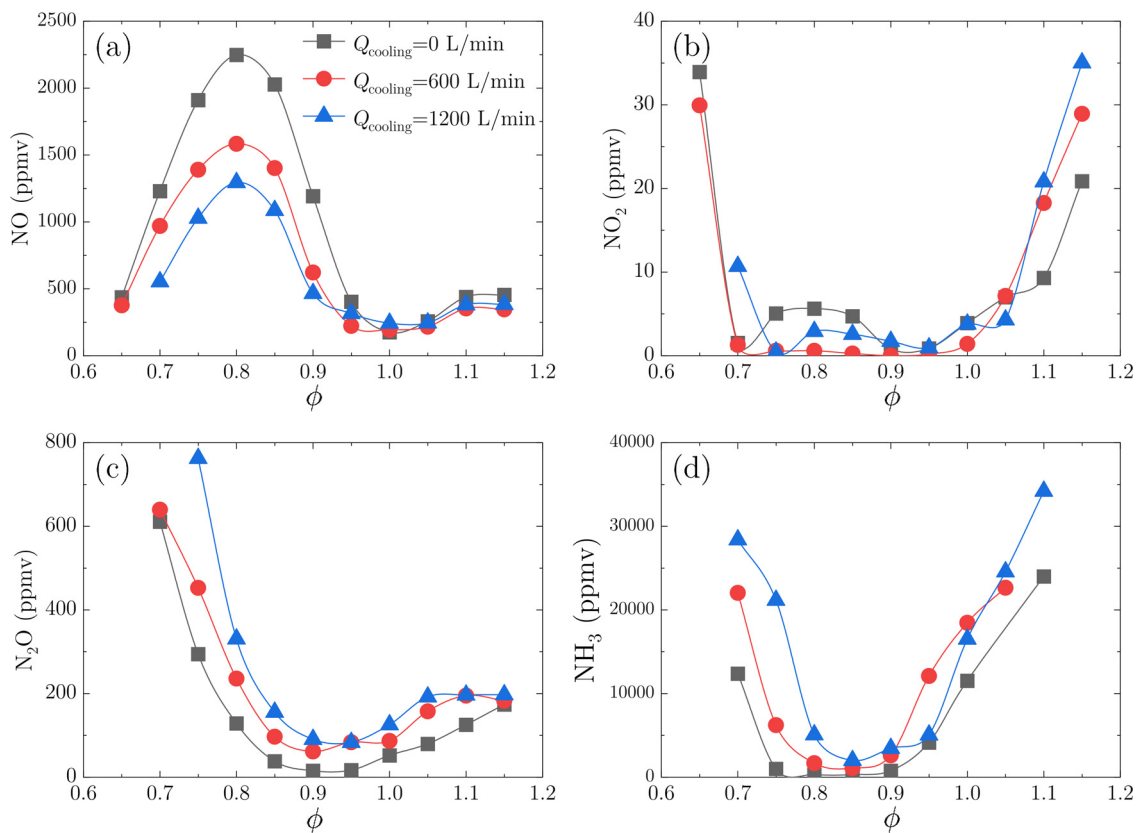 (a)
Q_cooling=0 L/min
Q_cooling=600 L/min
Q_cooling=1200 L/min
NO (ppmv)
2500
2000
1500
1000
500
0
0.6 0.7 0.8 0.9 1.0 1.1 1.2
ϕ
(b)
NO₂ (ppmv)
40
30
20
10
0
0.6 0.7 0.8 0.9 1.0 1.1 1.2
ϕ
(c)
N₂O (ppmv)
800
600
400
200
0
0.6 0.7 0.8 0.9 1.0 1.1 1.2
ϕ
(d)
NH₃ (ppmv)
40000
30000
20000
10000
0
0.6 0.7 0.8 0.9 1.0 1.1 1.2
ϕ